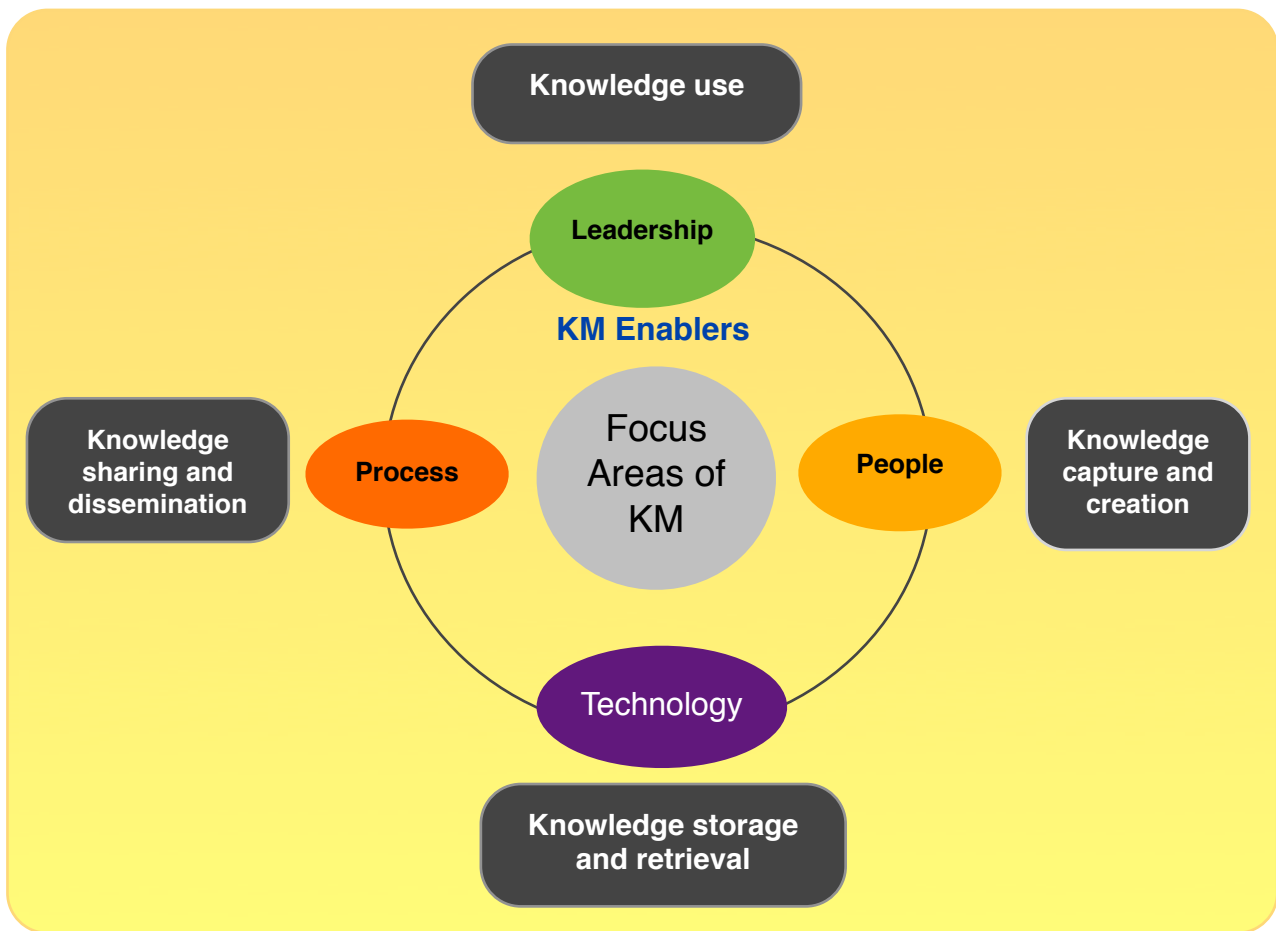 Knowledge use
Leadership
KM Enablers
Focus
Areas of
KM
Knowledge
sharing and
dissemination
Process
People
Knowledge
capture and
creation
Technology
Knowledge storage
and retrieval